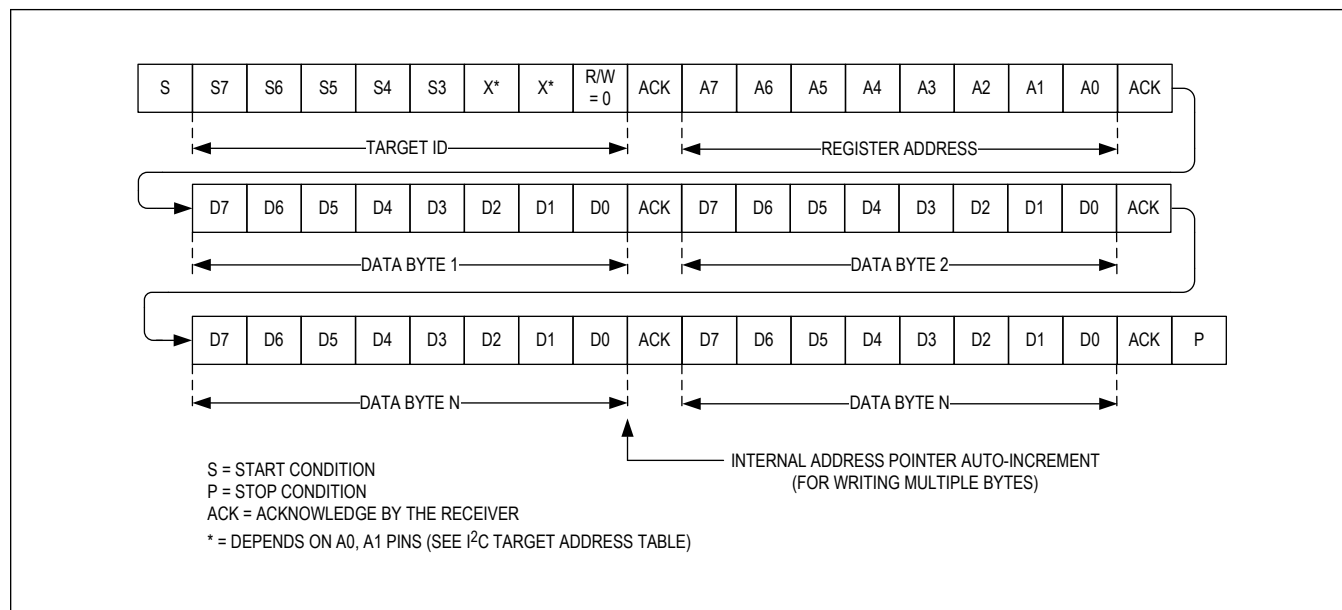 S S7 S6 S5 S4 S3 X* X* R/W = 0 ACK A7 A6 A5 A4 A3 A2 A1 A0 ACK
TARGET ID REGISTER ADDRESS
D7 D6 D5 D4 D3 D2 D1 D0 ACK D7 D6 D5 D4 D3 D2 D1 D0 ACK
DATA BYTE 1 DATA BYTE 2
D7 D6 D5 D4 D3 D2 D1 D0 ACK D7 D6 D5 D4 D3 D2 D1 D0 ACK P
DATA BYTE N DATA BYTE N
INTERNAL ADDRESS POINTER AUTO-INCREMENT
(FOR WRITING MULTIPLE BYTES)
S = START CONDITION
P = STOP CONDITION
ACK = ACKNOWLEDGE BY THE RECEIVER
* = DEPENDS ON A0, A1 PINS (SEE I²C TARGET ADDRESS TABLE)